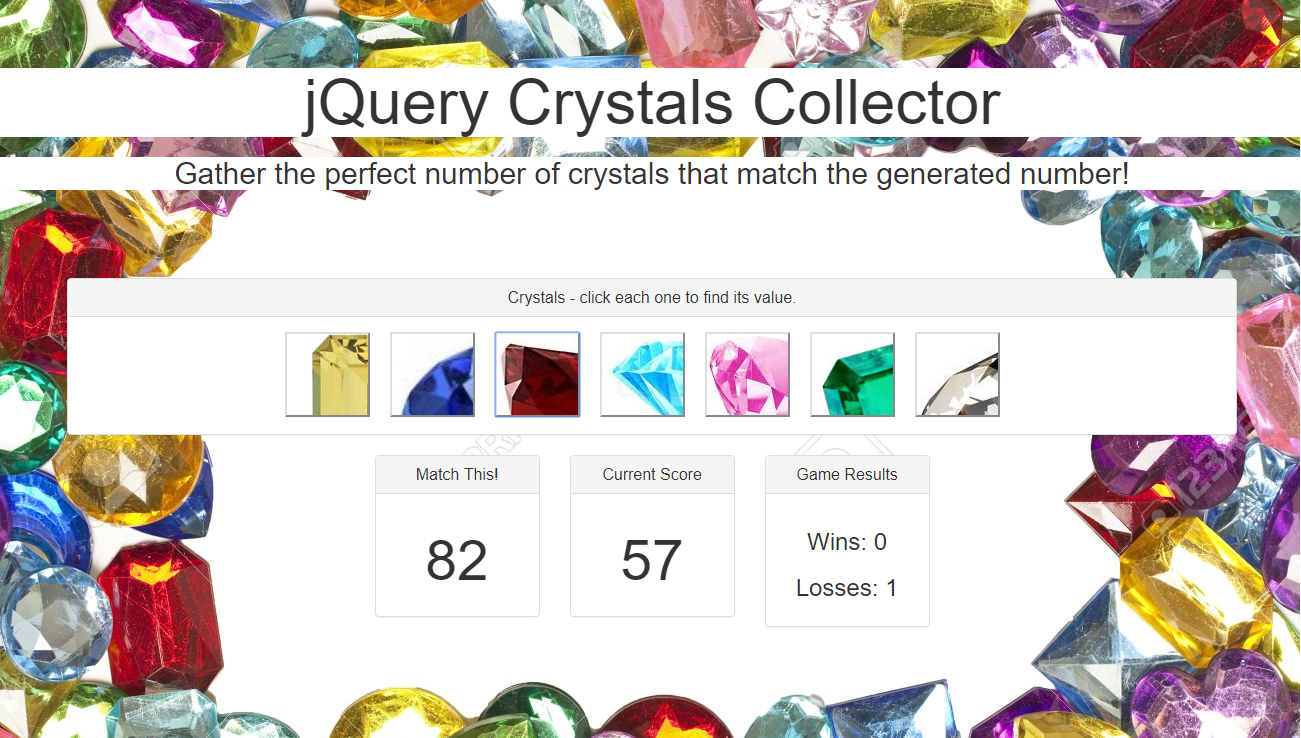 jQuery Crystals Collector
Gather the perfect number of crystals that match the generated number!
Crystals - click each one to find its value.
Match This!
82
Current Score
57
Game Results
Wins: 0
Losses: 1